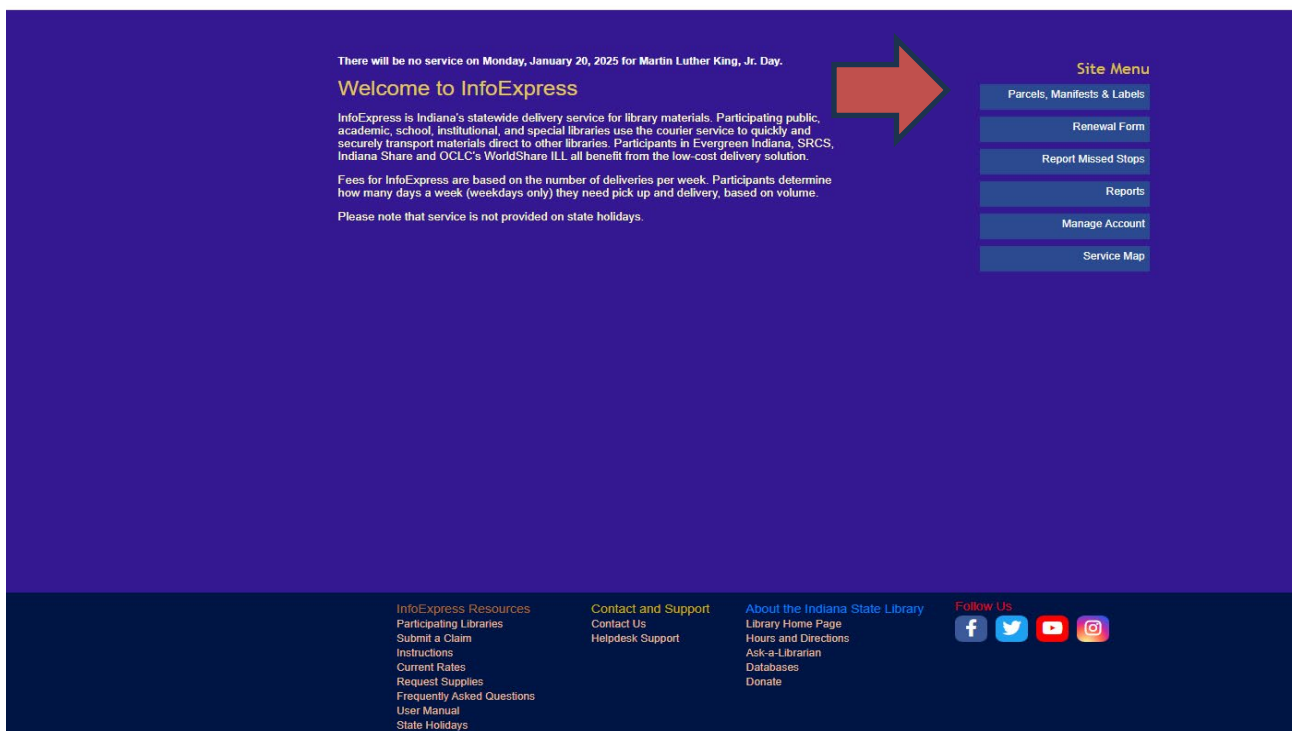 There will be no service on Monday, January 20, 2025 for Martin Luther King, Jr. Day.
Welcome to InfoExpress
InfoExpress is Indiana's statewide delivery service for library materials. Participating public,
academic, school, institutional, and special libraries use the courier service to quickly and
securely transport materials direct to other libraries. Participants in Evergreen Indiana, SRCS,
Indiana Share and OCLC's WorldShare ILL all benefit from the low-cost delivery solution.
Fees for InfoExpress are based on the number of deliveries per week. Participants determine
how many days a week (weekdays only) they need pick up and delivery, based on volume.
Please note that service is not provided on state holidays.
Site Menu
Parcels, Manifests & Labels
Renewal Form
Report Missed Stops
Reports
Manage Account
Service Map
InfoExpress Resources
Participating Libraries
Submit a Claim
Instructions
Current Rates
Request Supplies
Frequently Asked Questions
User Manual
State Holidays
Contact and Support
Contact Us
Helpdesk Support
About the Indiana State Library
Library Home Page
Hours and Directions
Ask-a-Librarian
Databases
Donate
Follow Us